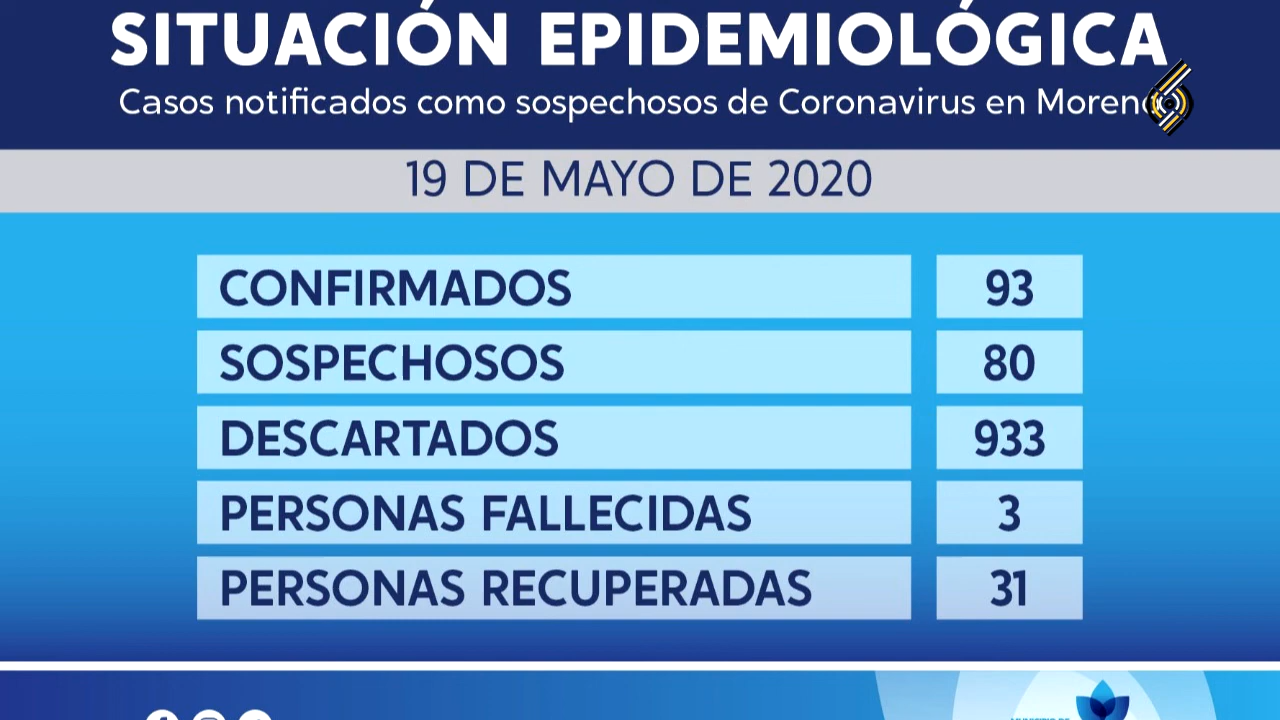 SITUACIÓN EPIDEMIOLÓGICA
Casos notificados como sospechosos de Coronavirus en Moreno
19 DE MAYO DE 2020
CONFIRMADOS 93
SOSPECHOSOS 80
DESCARTADOS 933
PERSONAS FALLECIDAS 3
PERSONAS RECUPERADAS 31